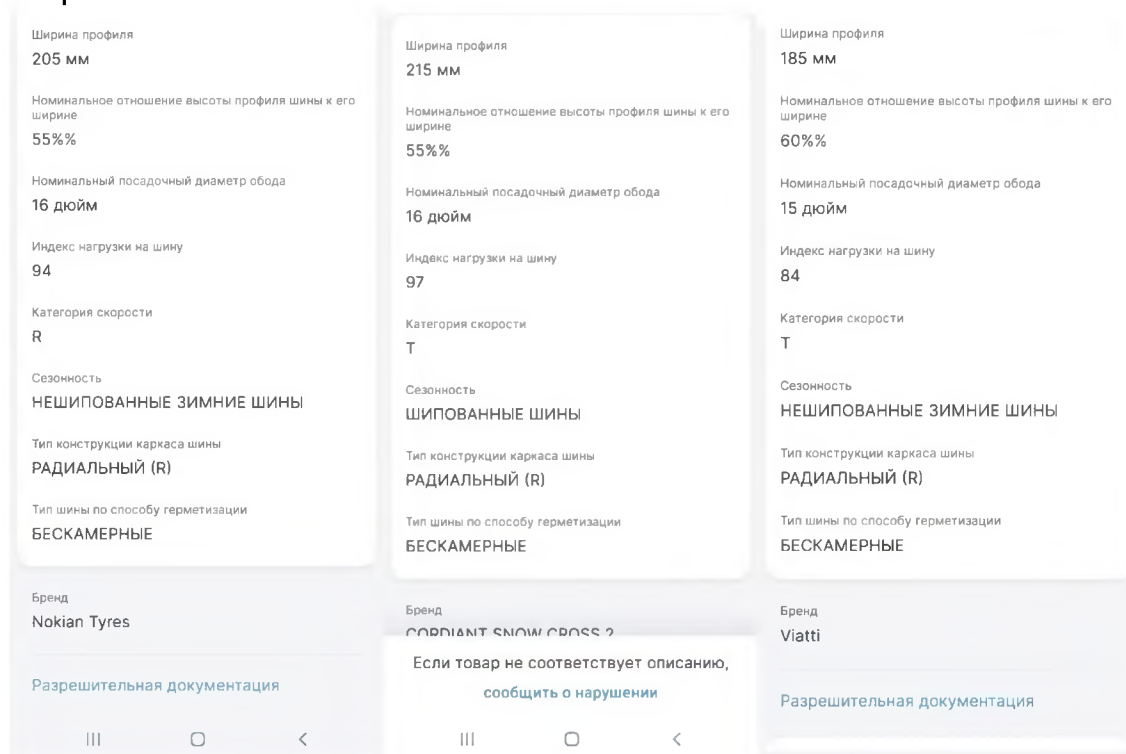 Ширина профиля
205 мм
Номинальное отношение высоты профиля шины к его
ширине
55%%
Номинальный посадочный диаметр обода
16 дюйм
Индекс нагрузки на шину
94
Категория скорости
R
Сезонность
НЕШИПОВАННЫЕ ЗИМНИЕ ШИНЫ
Тип конструкции каркаса шины
РАДИАЛЬНЫЙ (R)
Тип шины по способу герметизации
БЕСКАМЕРНЫЕ
Бренд
Nokian Tyres
Разрешительная документация
Ширина профиля
215 мм
Номинальное отношение высоты профиля шины к его
ширине
55%%
Номинальный посадочный диаметр обода
16 дюйм
Индекс нагрузки на шину
97
Категория скорости
T
Сезонность
ШИПОВАННЫЕ ШИНЫ
Тип конструкции каркаса шины
РАДИАЛЬНЫЙ (R)
Тип шины по способу герметизации
БЕСКАМЕРНЫЕ
Бренд
CORDIANT SNOW CROSS 2
Если товар не соответствует описанию,
сообщить о нарушении
Ширина профиля
185 мм
Номинальное отношение высоты профиля шины к его
ширине
60%%
Номинальный посадочный диаметр обода
15 дюйм
Индекс нагрузки на шину
84
Категория скорости
T
Сезонность
НЕШИПОВАННЫЕ ЗИМНИЕ ШИНЫ
Тип конструкции каркаса шины
РАДИАЛЬНЫЙ (R)
Тип шины по способу герметизации
БЕСКАМЕРНЫЕ
Бренд
Viatti
Разрешительная документация